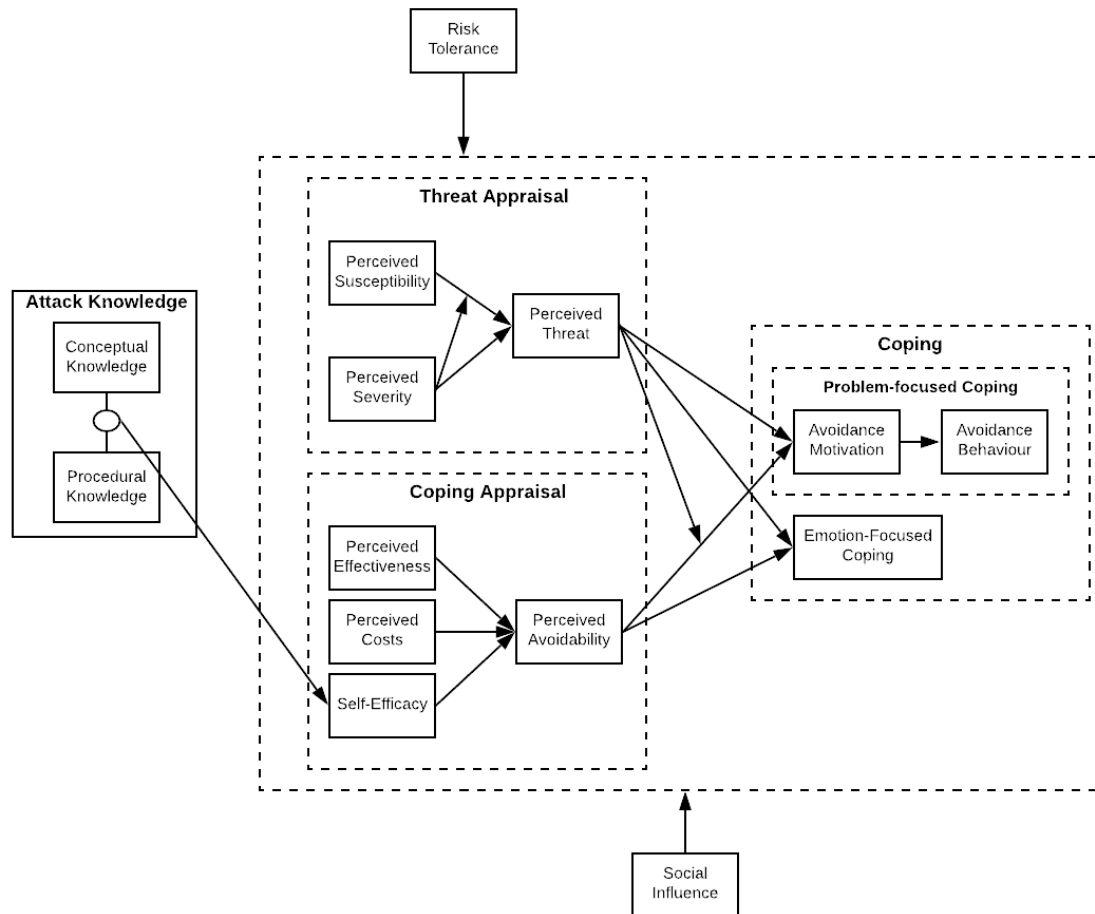 Risk
Tolerance
Threat Appraisal
Perceived
Susceptibility
Perceived
Threat
Perceived
Severity
Attack Knowledge
Conceptual
Knowledge
Procedural
Knowledge
Coping
Problem-focused Coping
Avoidance
Motivation
Avoidance
Behaviour
Emotion-Focused
Coping
Coping Appraisal
Perceived
Effectiveness
Perceived
Costs
Perceived
Avoidability
Self-Efficacy
Social
Influence